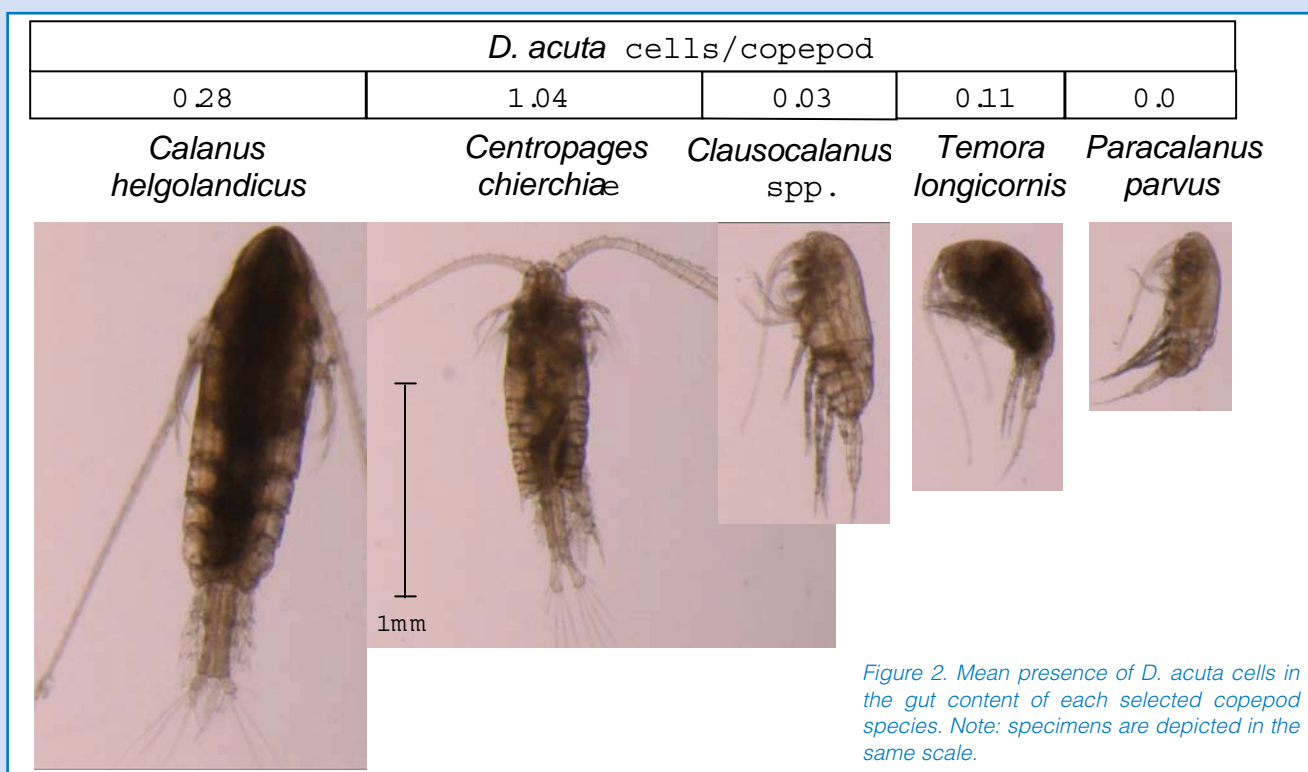 D. acuta cells/copepod
0.28 1.04 0.03 0.11 0.0
Calanus helgolandicus
Centropages chierchiæ
Clausocalanus spp.
Temora longicornis
Paracalanus parvus
1mm
Figure 2. Mean presence of D. acuta cells in
the gut content of each selected copepod
species. Note: specimens are depicted in the
same scale.